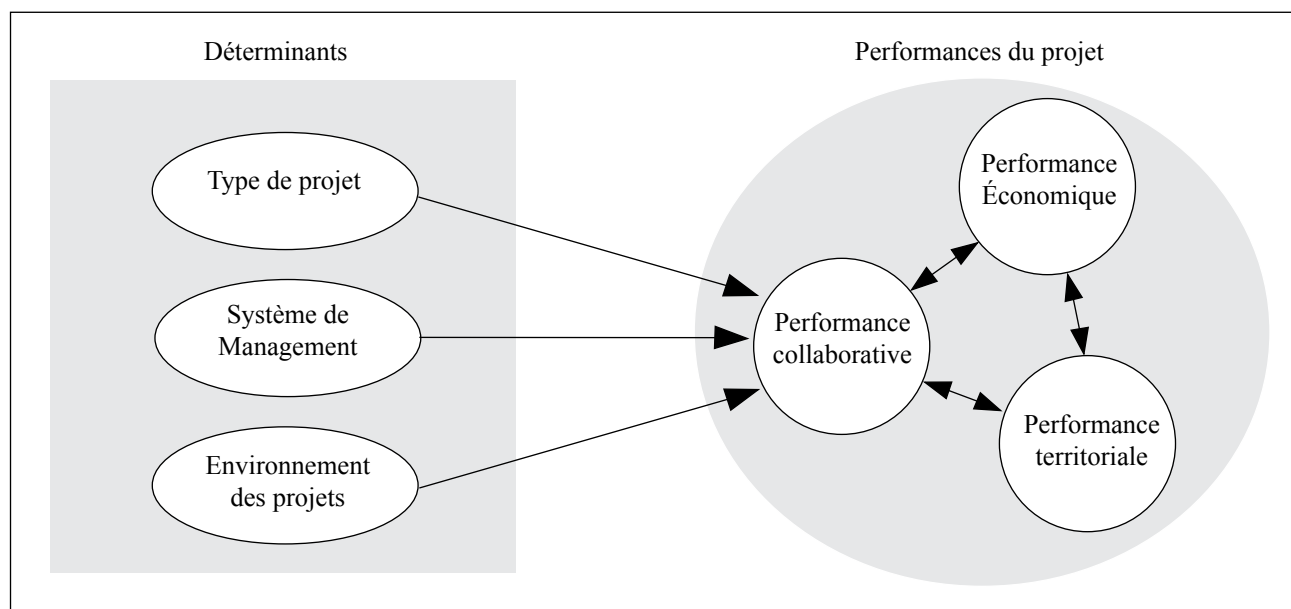 Déterminants
Performances du projet
Type de projet
Système de
Management
Environnement
des projets
Performance
collaborative
Performance
Économique
Performance
territoriale